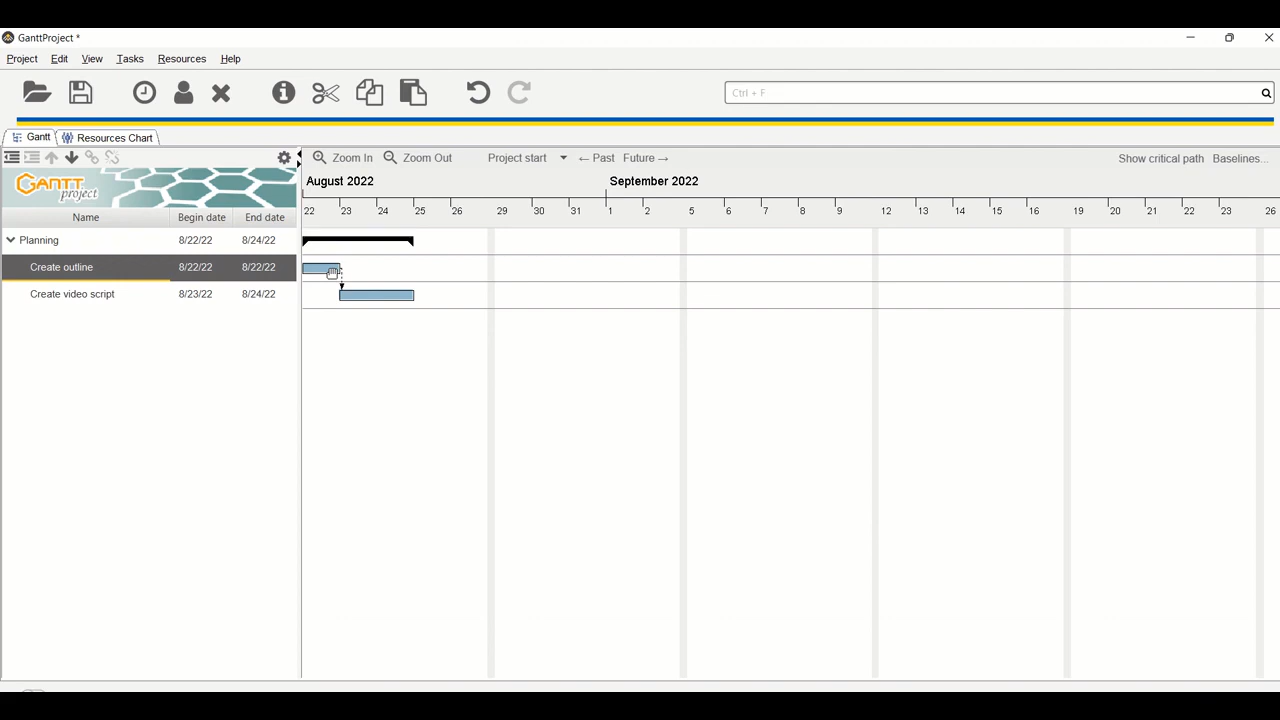 GanttProject *
Project Edit View Tasks Resources Help
Ctrl + F
Gantt Resources Chart
Zoom In Zoom Out Project start ← Past Future → Show critical path Baselines...
GANTT project
August 2022 September 2022
Name Begin date End date
22 23 24 25 26 29 30 31 1 2 5 6 7 8 9 12 13 14 15 16 19 20 21 22 23 26
Planning 8/22/22 8/24/22
Create outline 8/22/22 8/22/22
Create video script 8/23/22 8/24/22